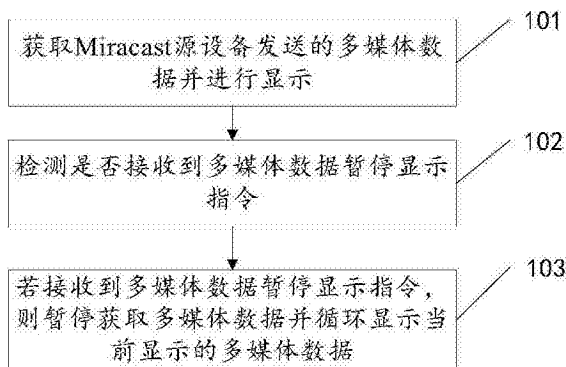 获取Miracast源设备发送的多媒体数
据并进行显示
101
检测是否接收到多媒体数据暂停显示
指令
102
若接收到多媒体数据暂停显示指令，
则暂停获取多媒体数据并循环显示当
前显示的多媒体数据
103